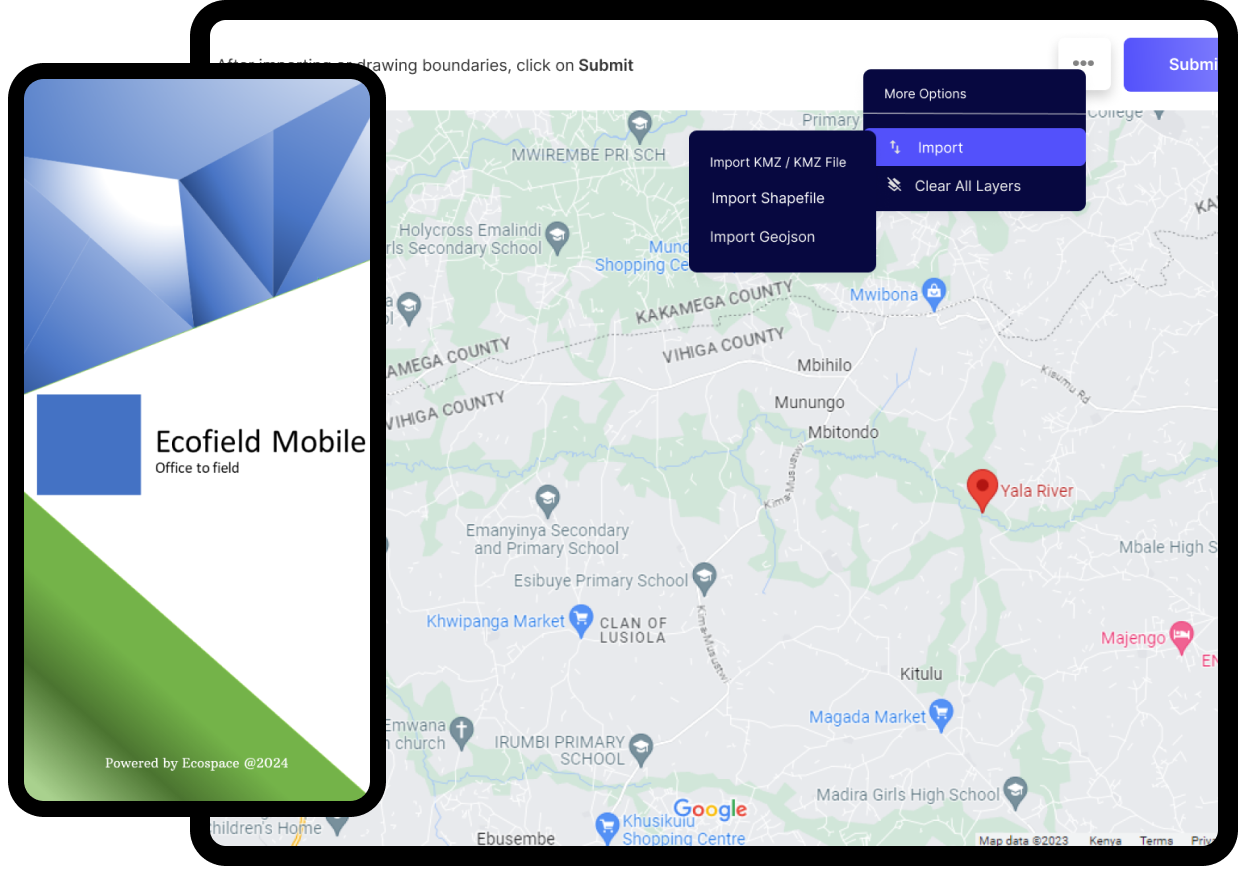 After importing or drawing boundaries, click on Submit
•••
Submi
More Options
Import
Clear All Layers
Import KMZ / KMZ File
Import Shapefile
Import Geojson
Primary
College
MWIREMBE PRI SCH
KA
Holycross Emalindi
rls Secondary School
Mund
Shopping Ce
KAKAMEGA COUNTY
Mwibona
AMEGA COUNTY
VIHIGA COUNTY
Mbihilo
Kisumu Rd
Munungo
VIHIGA COUNTY
Mbitondo
Kima-Musustwi
Yala River
Emanyinya Secondary
and Primary School
Mbale High S
Esibuye Primary School
Khwipanga Market
CLAN OF
LUSIOLA
Kima-Musustwi
Majengo
EN
Kitulu
Magada Market
Emwana
n church
IRUMBI PRIMARY
SCHOOL
Madira Girls High School
Google
Khusikulu
Shopping Centre
Children's Home
Ebusembe
Map data ©2023
Kenya
Terms
Priva
Ecofield Mobile
Office to field
Powered by Ecospace @2024